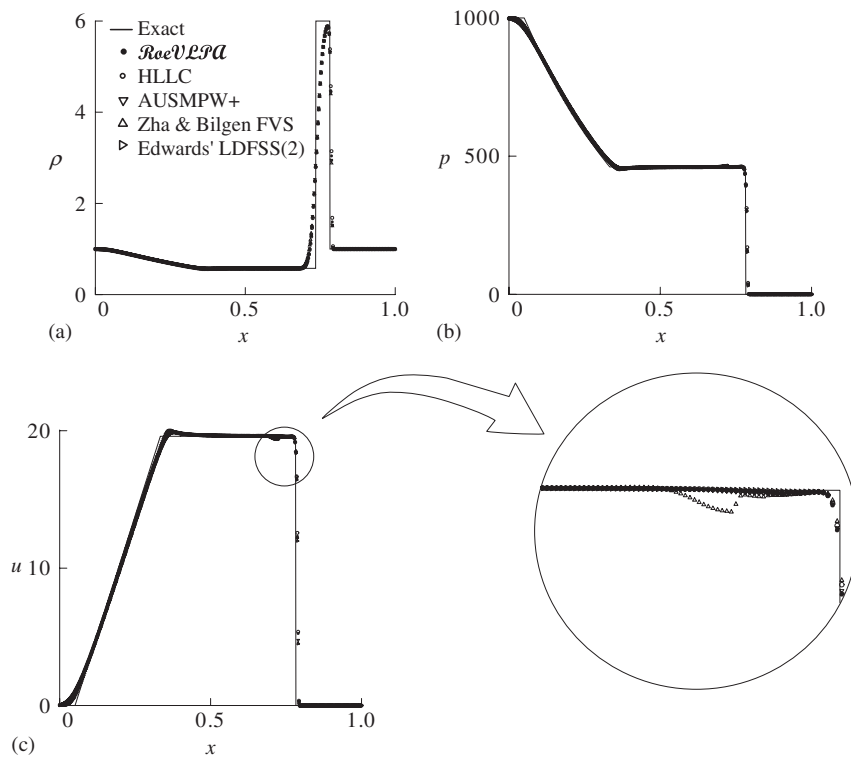 Exact
RoeVLPA
HLLC
AUSMPW+
Zha & Bilgen FVS
Edwards' LDFSS(2)
6
4
ρ
2
0
0
0.5
1.0
(a)
x
1000
p
500
0
0
0.5
1.0
(b)
x
20
u
10
0
0
0.5
1.0
(c)
x